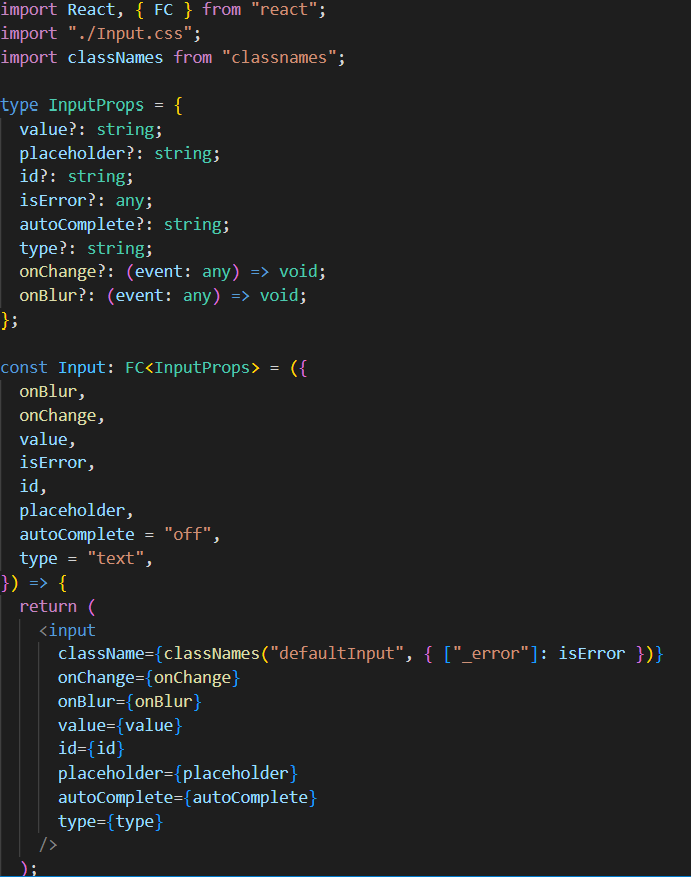 import React, { FC } from "react";
import "./Input.css";
import classNames from "classnames";

type InputProps = {
  value?: string;
  placeholder?: string;
  id?: string;
  isError?: any;
  autoComplete?: string;
  type?: string;
  onChange?: (event: any) => void;
  onBlur?: (event: any) => void;
};

const Input: FC<InputProps> = ({
  onBlur,
  onChange,
  value,
  isError,
  id,
  placeholder,
  autoComplete = "off",
  type = "text",
}) => {
  return (
    <input
      className={classNames("defaultInput", { ["_error"]: isError })}
      onChange={onChange}
      onBlur={onBlur}
      value={value}
      id={id}
      placeholder={placeholder}
      autoComplete={autoComplete}
      type={type}
    />
  );